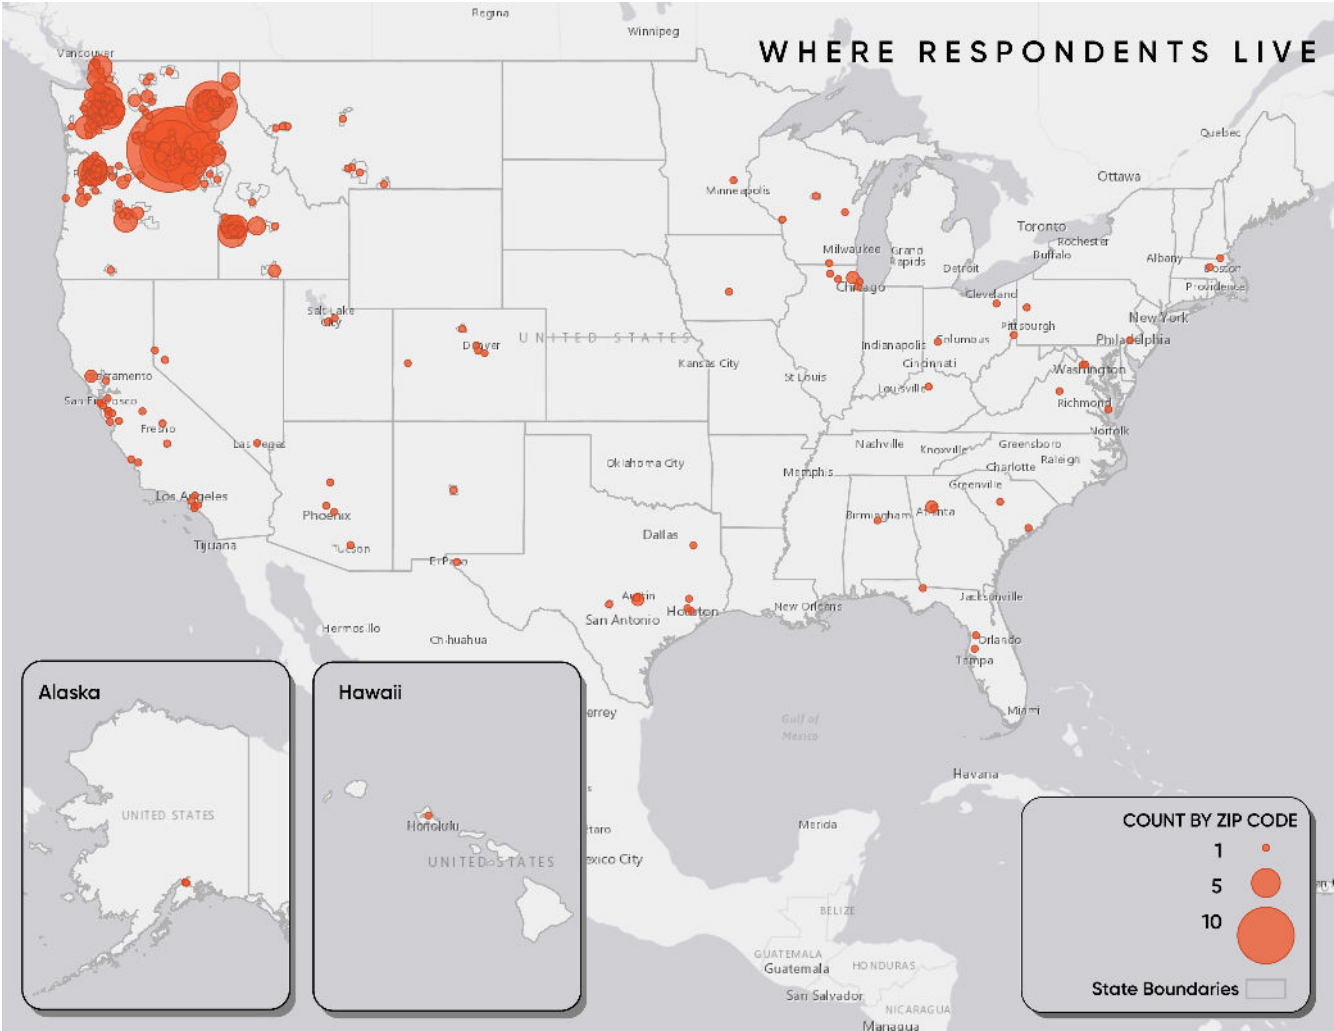 Regina
Winnipeg
Vancouver
WHERE RESPONDENTS LIVE
Quebec
Ottawa
Minneapolis
Toronto
Rochester
Buffalo
Milwaukee
Grand
Rapids
Detroit
Albany
Boston
Providence
Chicago
Cleveland
New York
Salt Lake
City
UNITED STATES
Pittsburgh
Philadelphia
Denver
Indianapolis
Columbus
Kansas City
Cincinnati
Washington
Sacramento
St Louis
Louisville
San Francisco
Richmond
Fresno
Norfolk
Las Vegas
Nashville
Knoxville
Greensboro
Raleigh
Oklahoma City
Memphis
Charlotte
Greenville
Los Angeles
Phoenix
Birmingham
Atlanta
Dallas
Tijuana
Tucson
El Paso
Austin
Houston
San Antonio
New Orleans
Jacksonville
Hermosillo
Chihuahua
Orlando
Tampa
Alaska
Hawaii
Miami
errey
Gulf of
Mexico
Havana
UNITED STATES
Honolulu
UNITED STATES
Merida
exico City
COUNT BY ZIP CODE
1
5
10
State Boundaries
BELIZE
GUATEMALA
Guatemala
HONDURAS
San Salvador
NICARAGUA
Managua